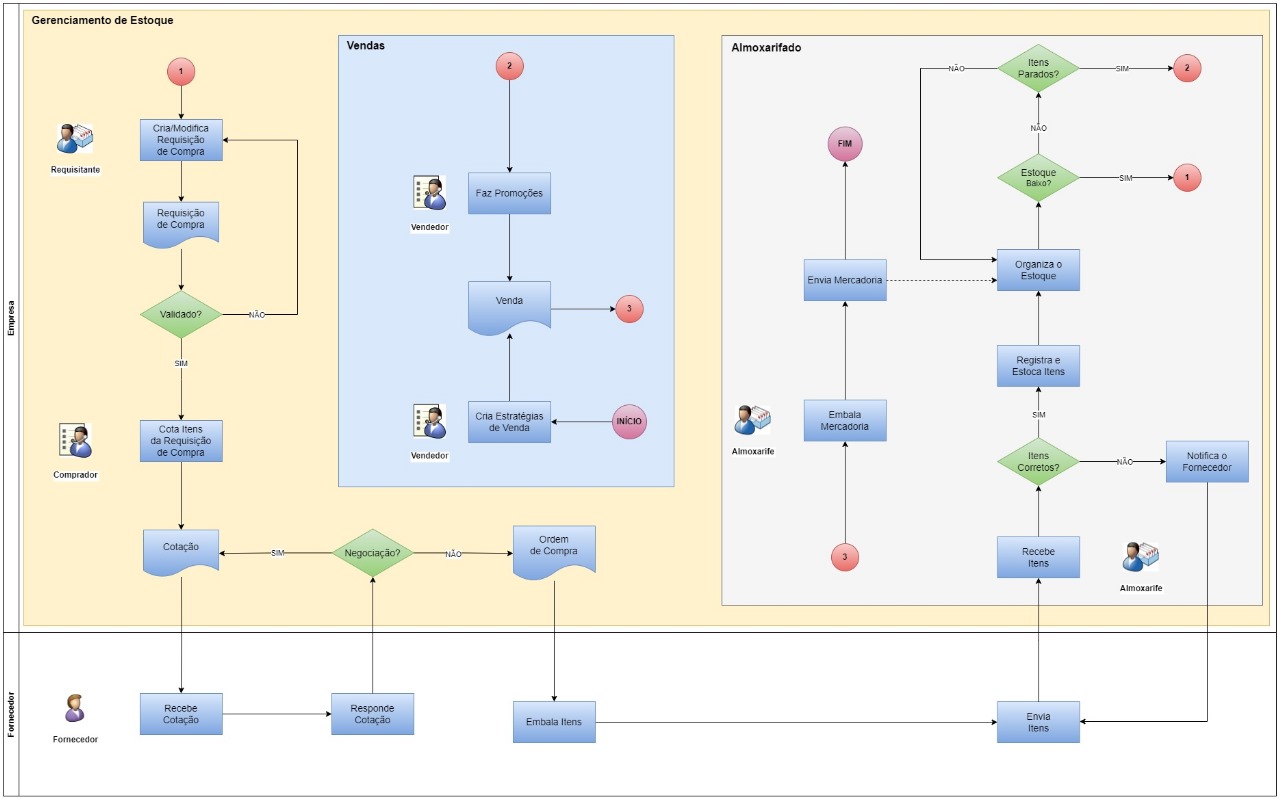 Gerenciamento de Estoque
1
Cria/Modifica
Requisição
de Compra
Requisitante
Requisição
de Compra
Validado?
NÃO
SIM
Cota Itens
da Requisição
de Compra
Comprador
Cotação
SIM
Negociação?
NÃO
Ordem
de Compra
Vendas
2
Faz Promoções
Vendedor
Venda
3
Cria Estratégias
de Venda
INÍCIO
Vendedor
Almoxarifado
Itens
Parados?
NÃO
SIM
2
NÃO
FIM
Estoque
Baixo?
SIM
1
Envia Mercadoria
Organiza o
Estoque
Registra e
Estoca Itens
Embala
Mercadoria
Almoxarife
SIM
Itens
Corretos?
NÃO
Notifica o
Fornecedor
3
Recebe
Itens
Almoxarife
Empresa
Fornecedor
Fornecedor
Recebe
Cotação
Responde
Cotação
Embala Itens
Envia
Itens